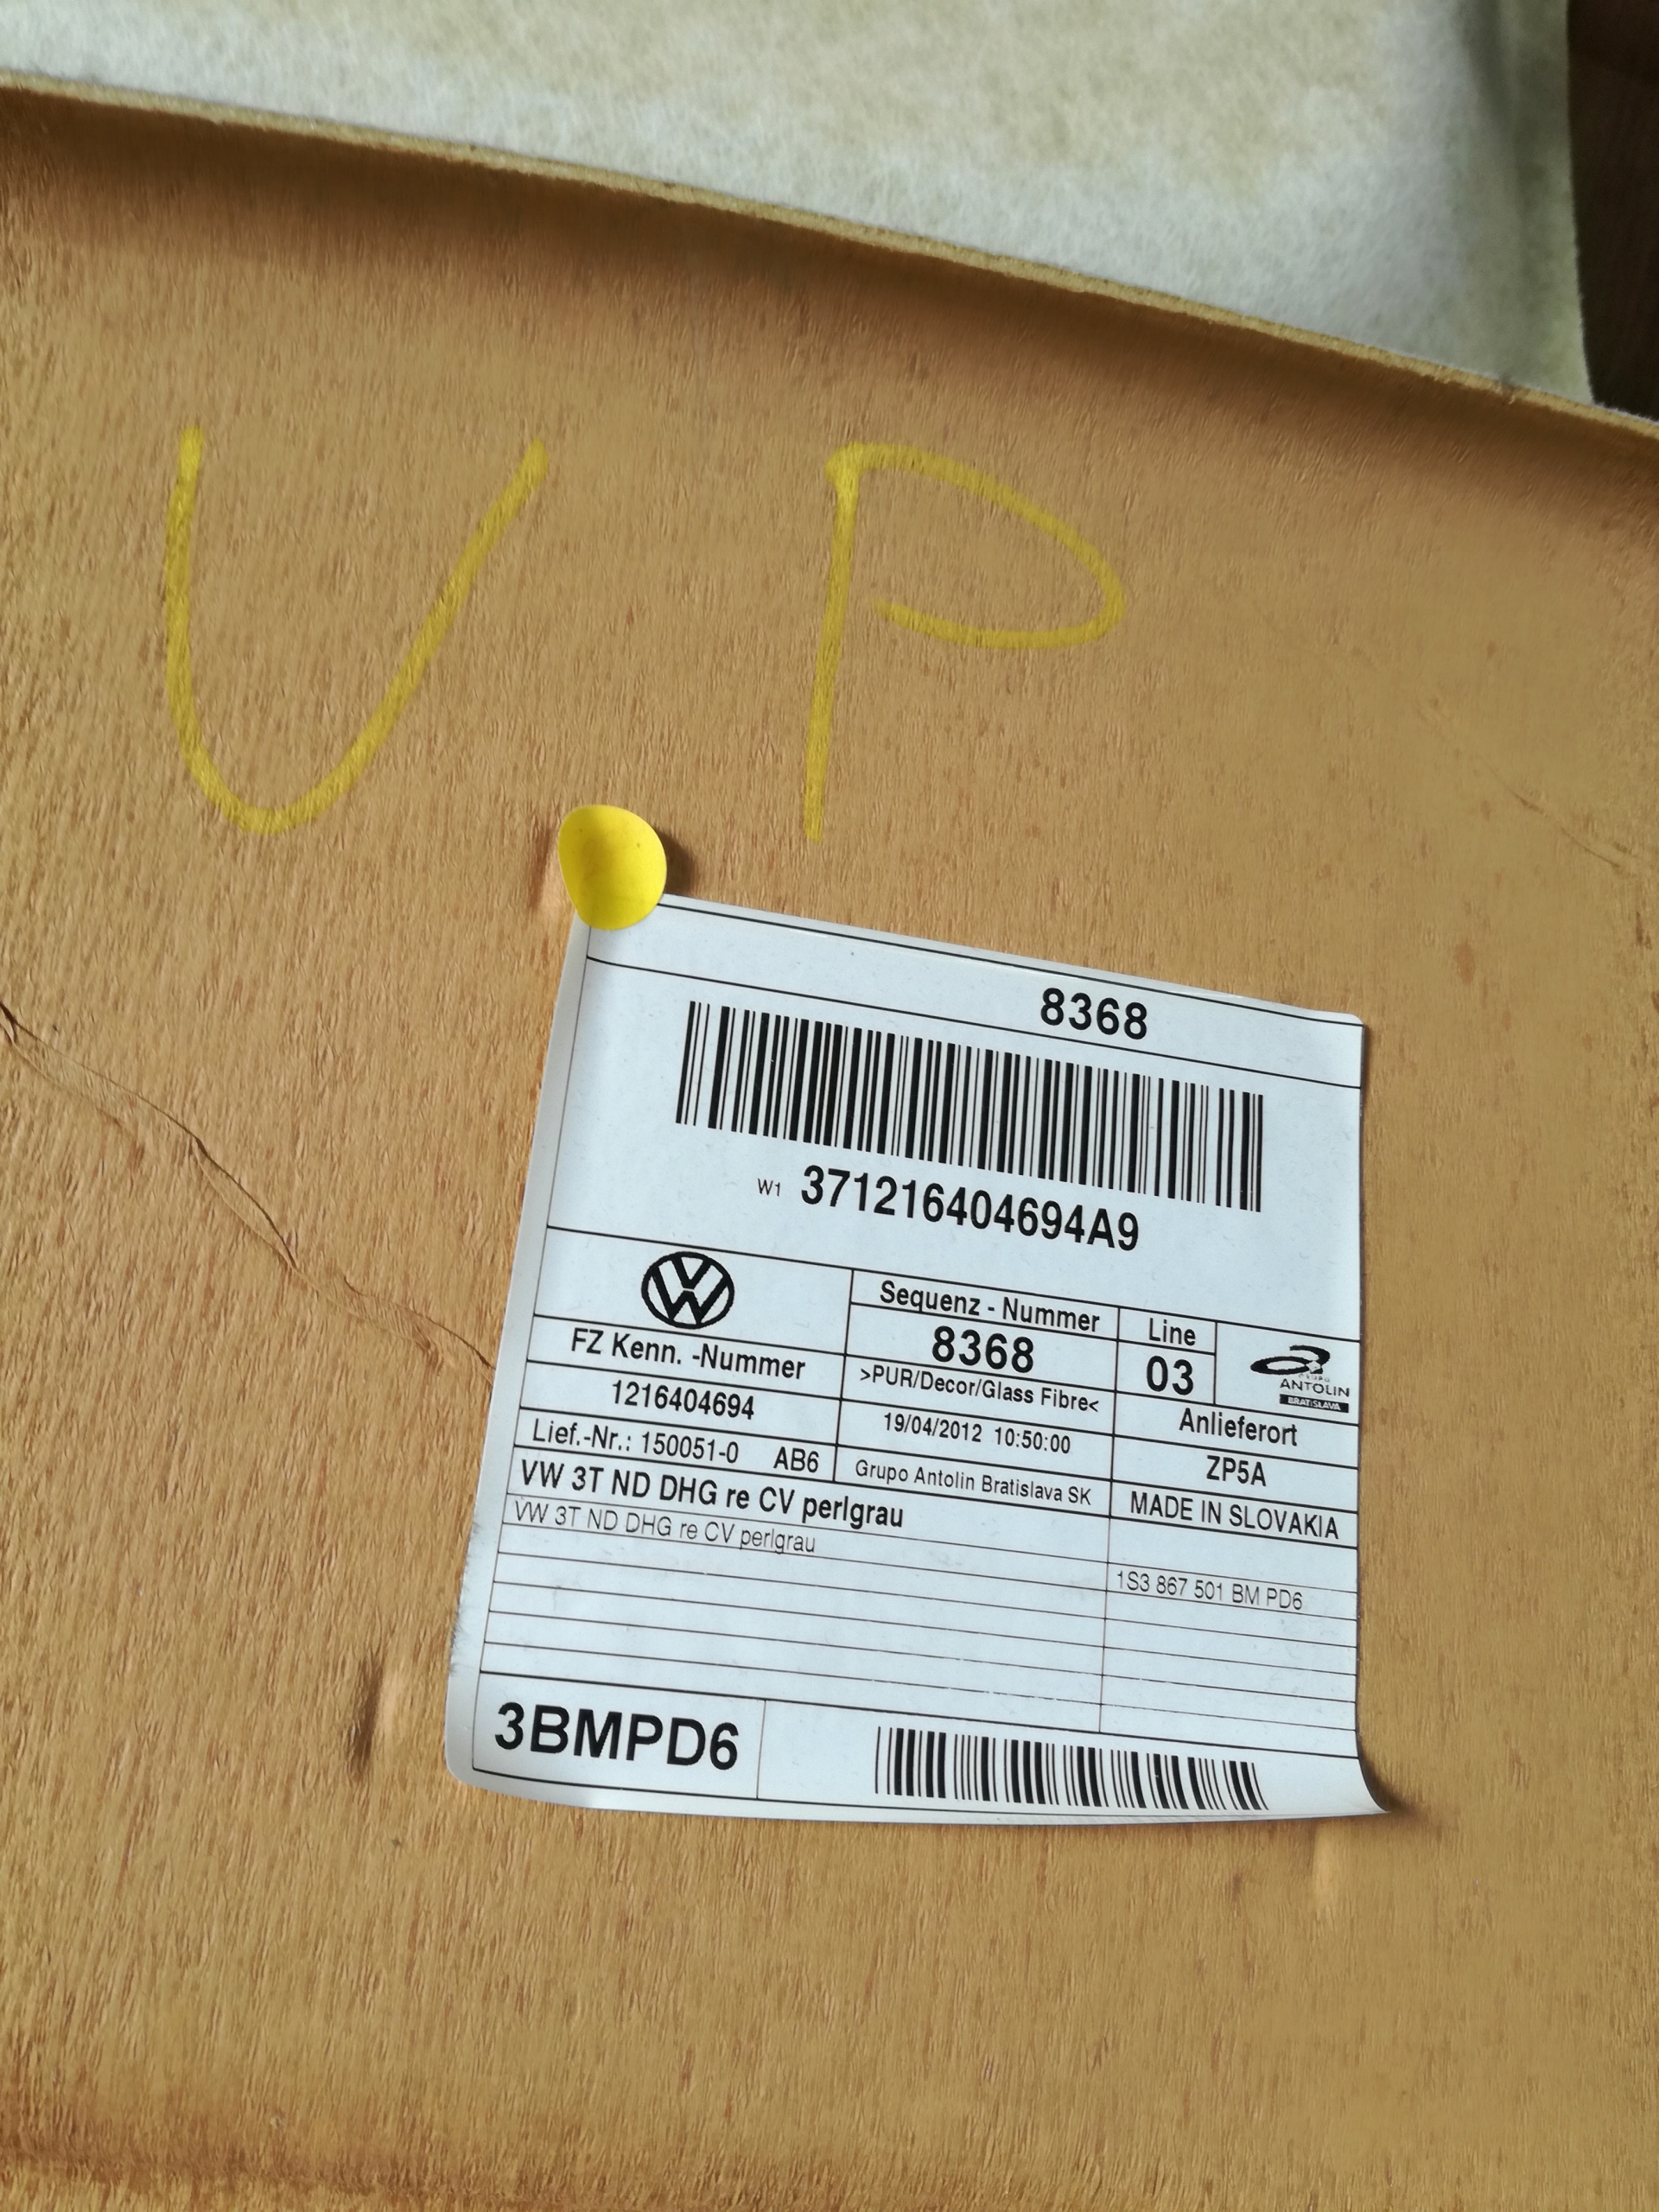 UP
8368
W1 371216404694A9
Sequenz - Nummer
Line
FZ Kenn. -Nummer
8368
03
GRUPO
ANTOLIN
BRATISLAVA
1216404694
>PUR/Decor/Glass Fibre<
Anlieferort
Lief.-Nr.: 150051-0 AB6
19/04/2012 10:50:00
ZP5A
Grupo Antolin Bratislava SK
MADE IN SLOVAKIA
VW 3T ND DHG re CV perlgrau
VW 3T ND DHG re CV perlgrau
1S3 867 501 BM PD6
3BMPD6